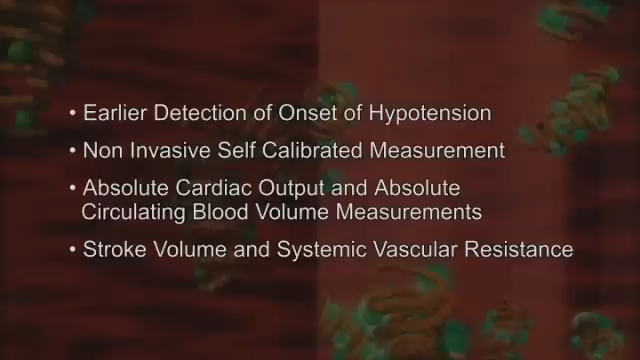 • Earlier Detection of Onset of Hypotension
• Non Invasive Self Calibrated Measurement
• Absolute Cardiac Output and Absolute
Circulating Blood Volume Measurements
• Stroke Volume and Systemic Vascular Resistance